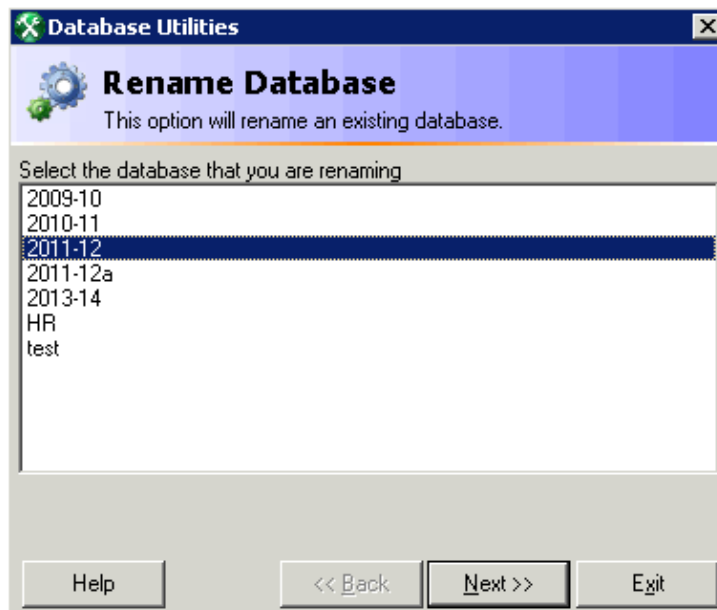 Database Utilities
Rename Database
This option will rename an existing database.
Select the database that you are renaming
2009-10
2010-11
2011-12
2011-12a
2013-14
HR
test
Help
<< Back
Next >>
Exit